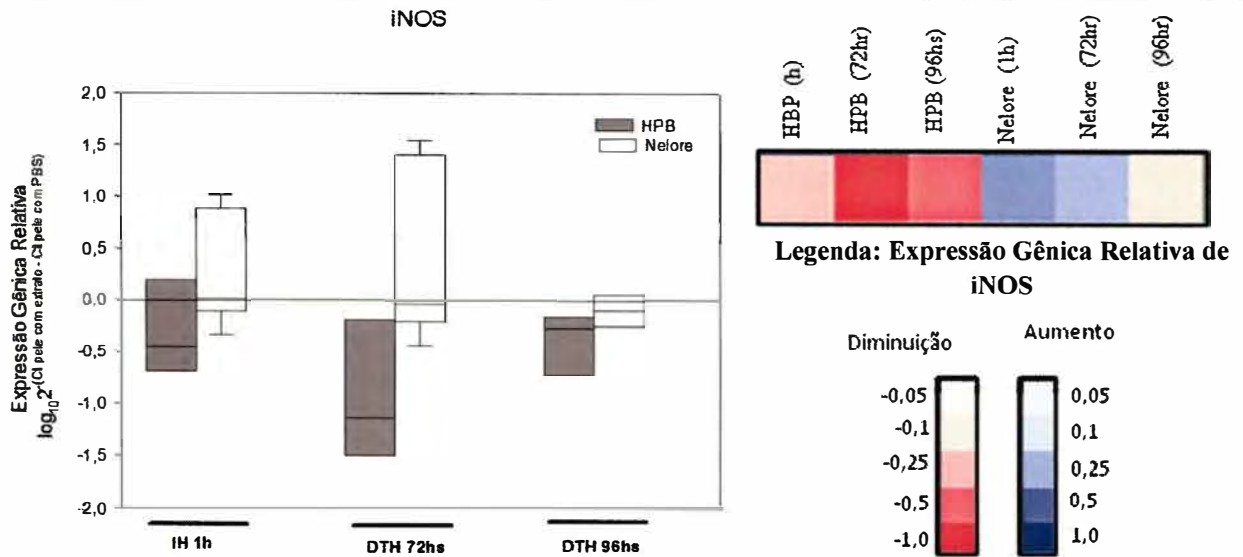 iNOS
Expressão Gênica Relativa
log₁₀2⁻(Ct pele com extrato - Ct pele com PBS)
2,0
1,5
1,0
0,5
0,0
-0,5
-1,0
-1,5
-2,0
HPB
Nelore
IH 1h
DTH 72hs
DTH 96hs
HBP (h)
HPB (72hr)
HPB (96hs)
Nelore (1h)
Nelore (72hr)
Nelore (96hr)
Legenda: Expressão Gênica Relativa de
iNOS
Diminuição
-0,05
-0,1
-0,25
-0,5
-1,0
Aumento
0,05
0,1
0,25
0,5
1,0